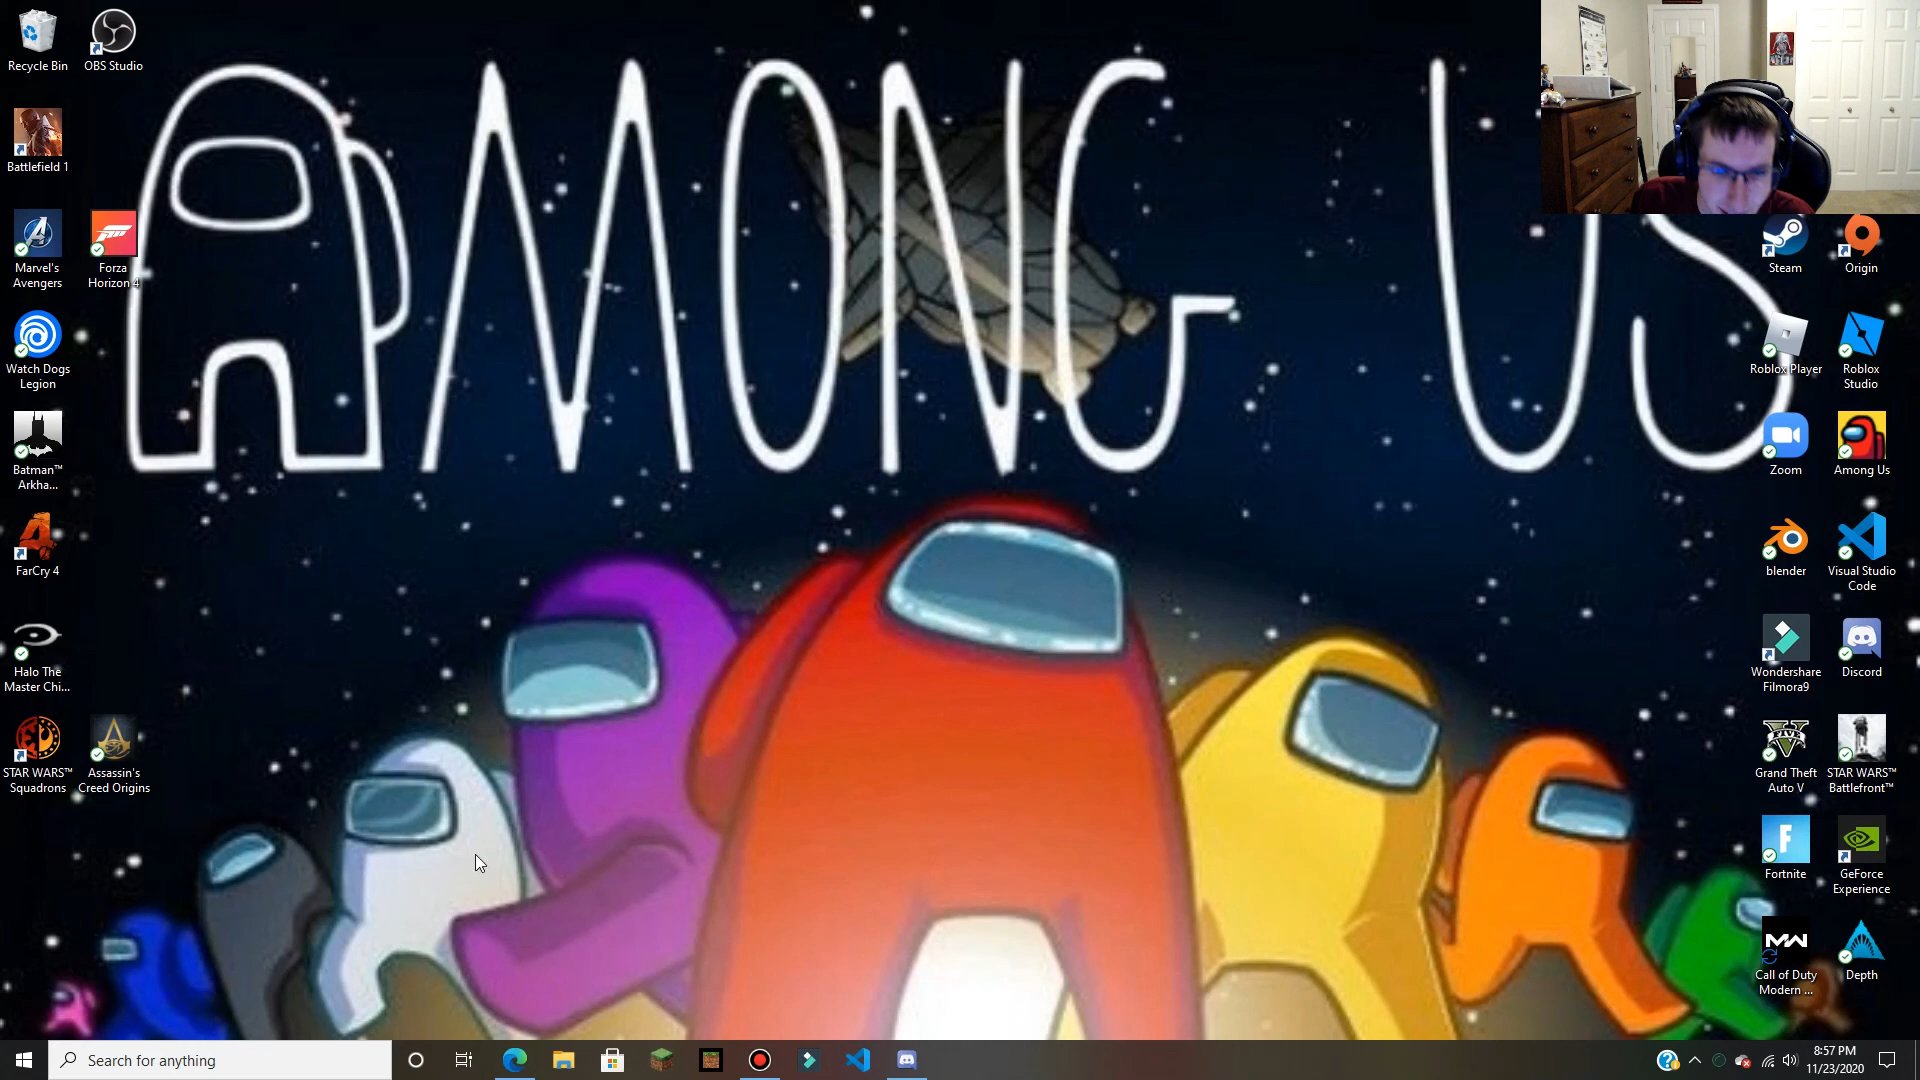 AMONG US
Recycle Bin
OBS Studio
Battlefield 1
Marvel's
Avengers
Forza
Horizon 4
Watch Dogs
Legion
Batman™
Arkha...
FarCry 4
Halo The
Master Chi...
STAR WARS™
Squadrons
Assassin's
Creed Origins
Steam
Origin
Roblox Player
Roblox
Studio
Zoom
Among Us
blender
Visual Studio
Code
Wondershare
Filmora9
Discord
FIVE
Grand Theft
Auto V
STAR WARS™
Battlefront™
F
Fortnite
GeForce
Experience
MW
Call of Duty
Modern ...
Depth
Search for anything
8:57 PM
11/23/2020